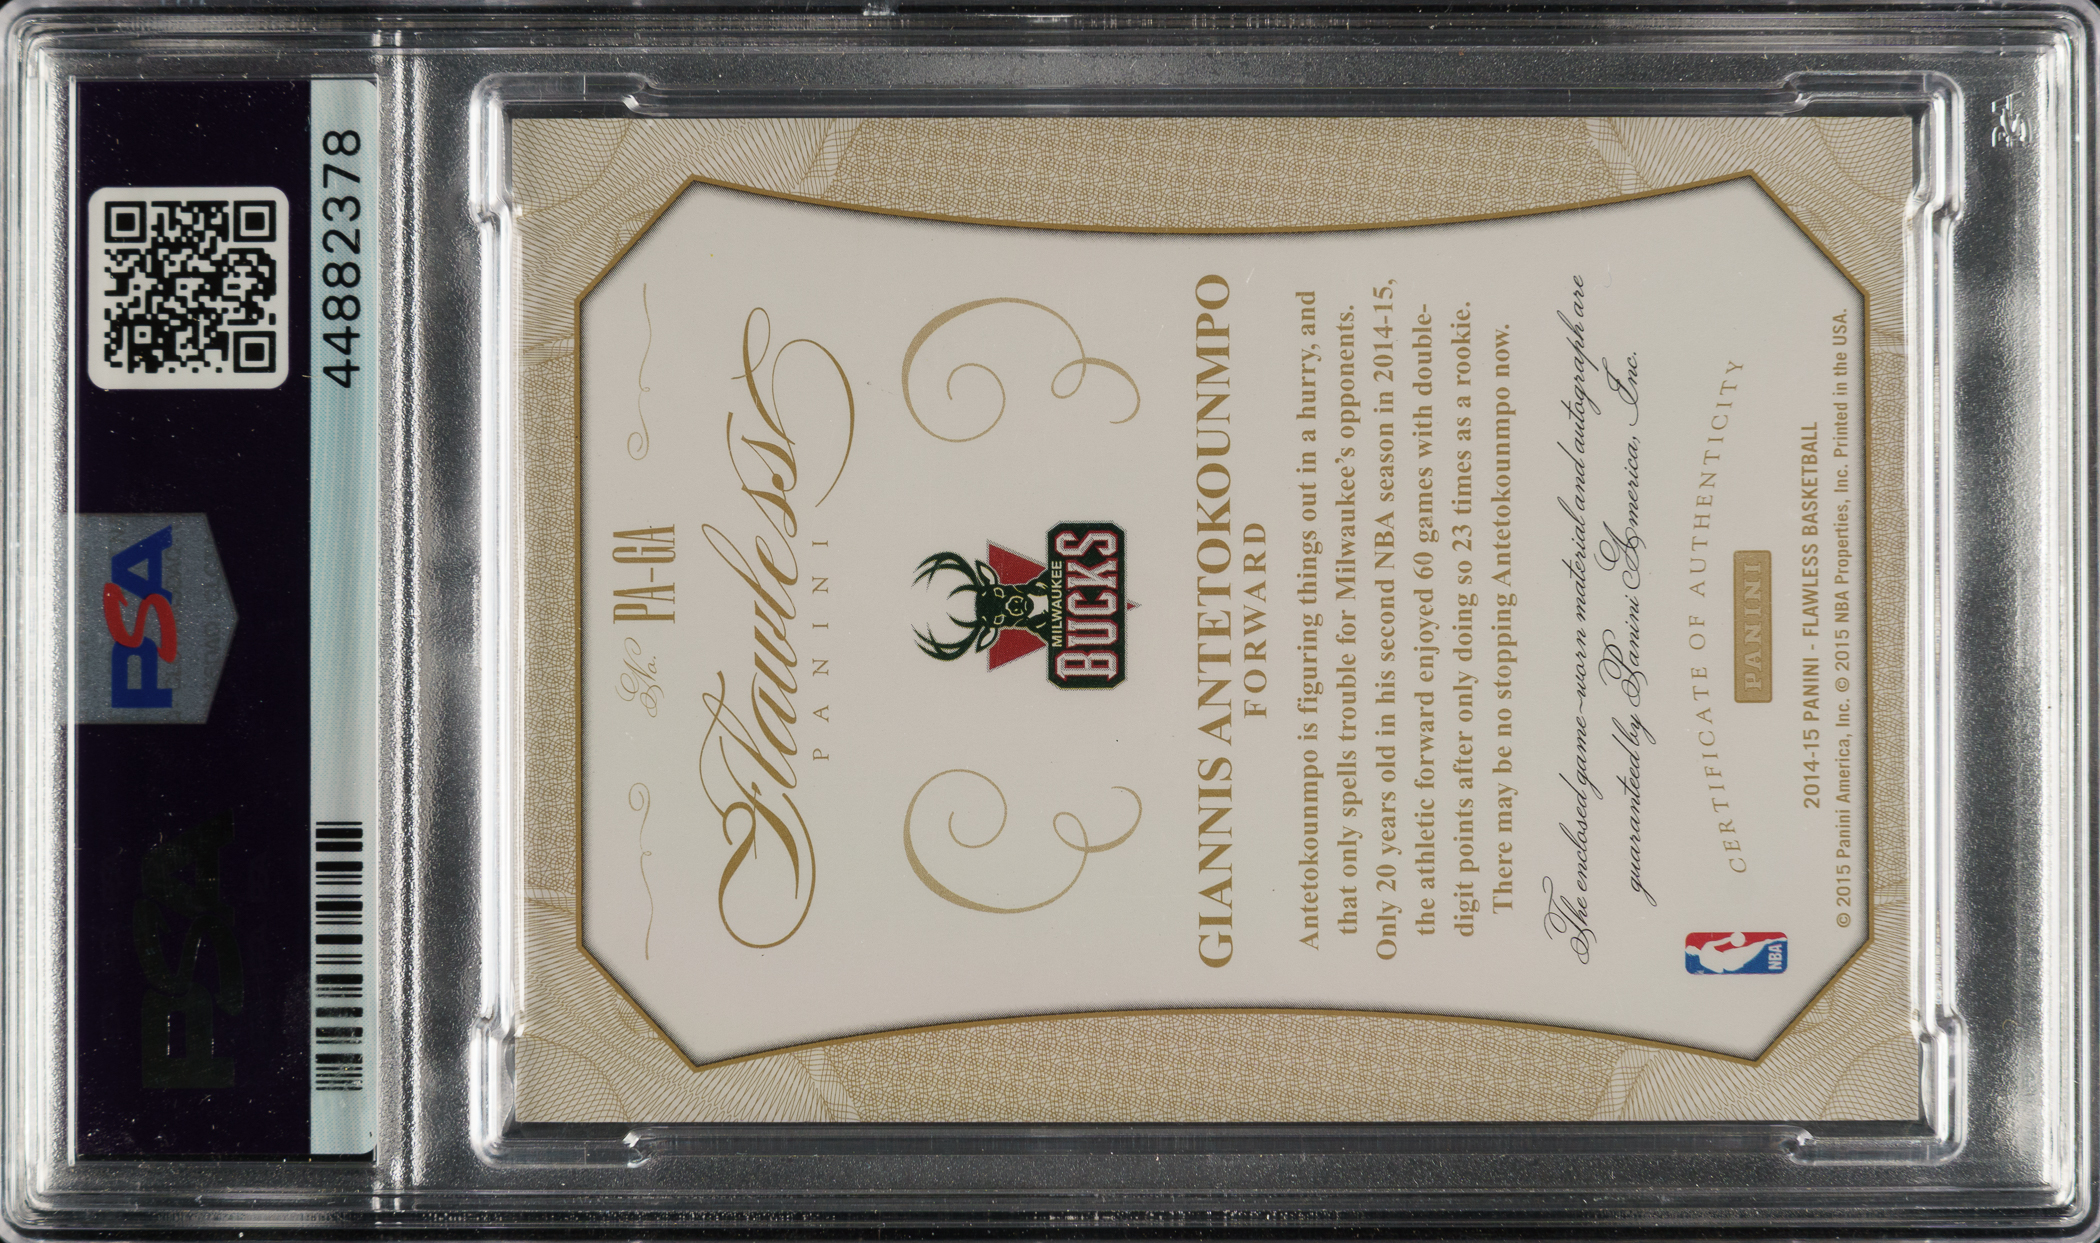 PSA
44882378
No. PA-GA
Flawless
PANINI
MILWAUKEE
BUCKS
GIANNIS ANTETOKOUNMPO
FORWARD
Antetokounmpo is figuring things out in a hurry, and
that only spells trouble for Milwaukee's opponents.
Only 20 years old in his second NBA season in 2014-15,
the athletic forward enjoyed 60 games with double-
digit points after only doing so 23 times as a rookie.
There may be no stopping Antetokounmpo now.
The enclosed game-worn material and autograph are
guaranteed by Panini America, Inc.
CERTIFICATE OF AUTHENTICITY
PANINI
NBA
2014-15 PANINI - FLAWLESS BASKETBALL
© 2015 Panini America, Inc. © 2015 NBA Properties, Inc. Printed in the USA.
PSA